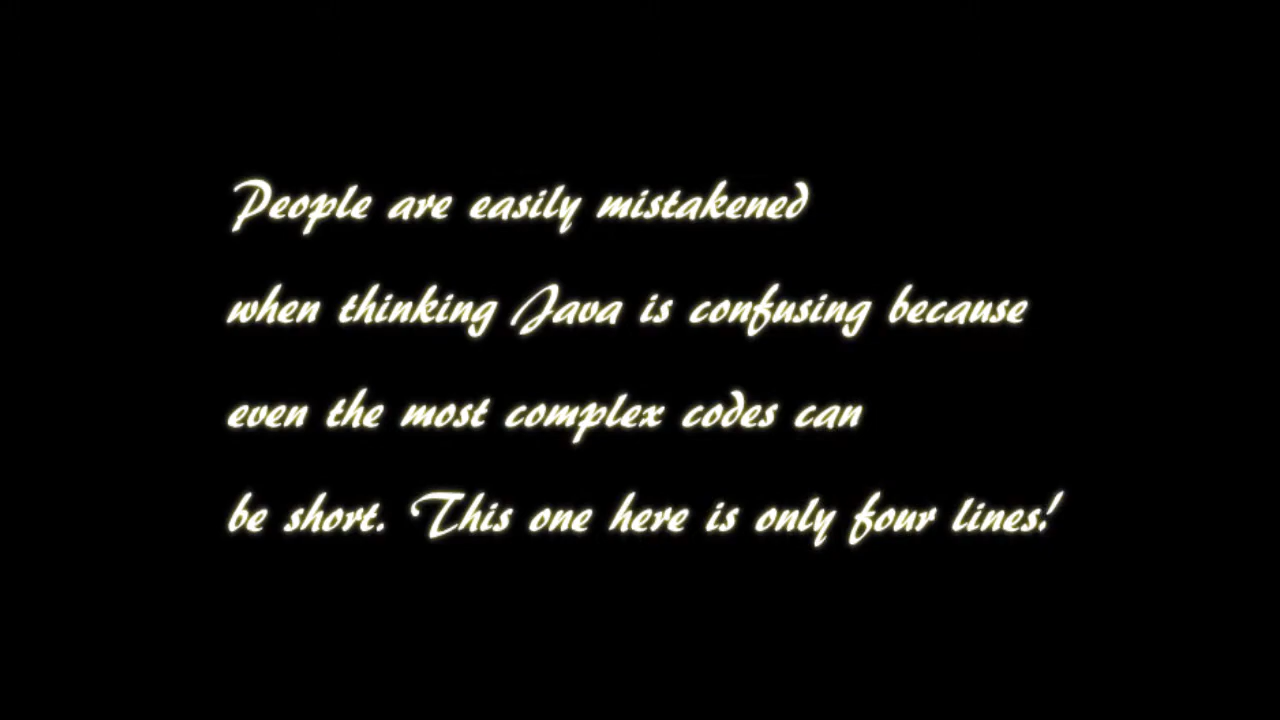 People are easily mistakened
when thinking Java is confusing because
even the most complex codes can
be short. This one here is only four lines!